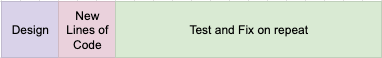 Design
New
Lines of
Code
Test and Fix on repeat